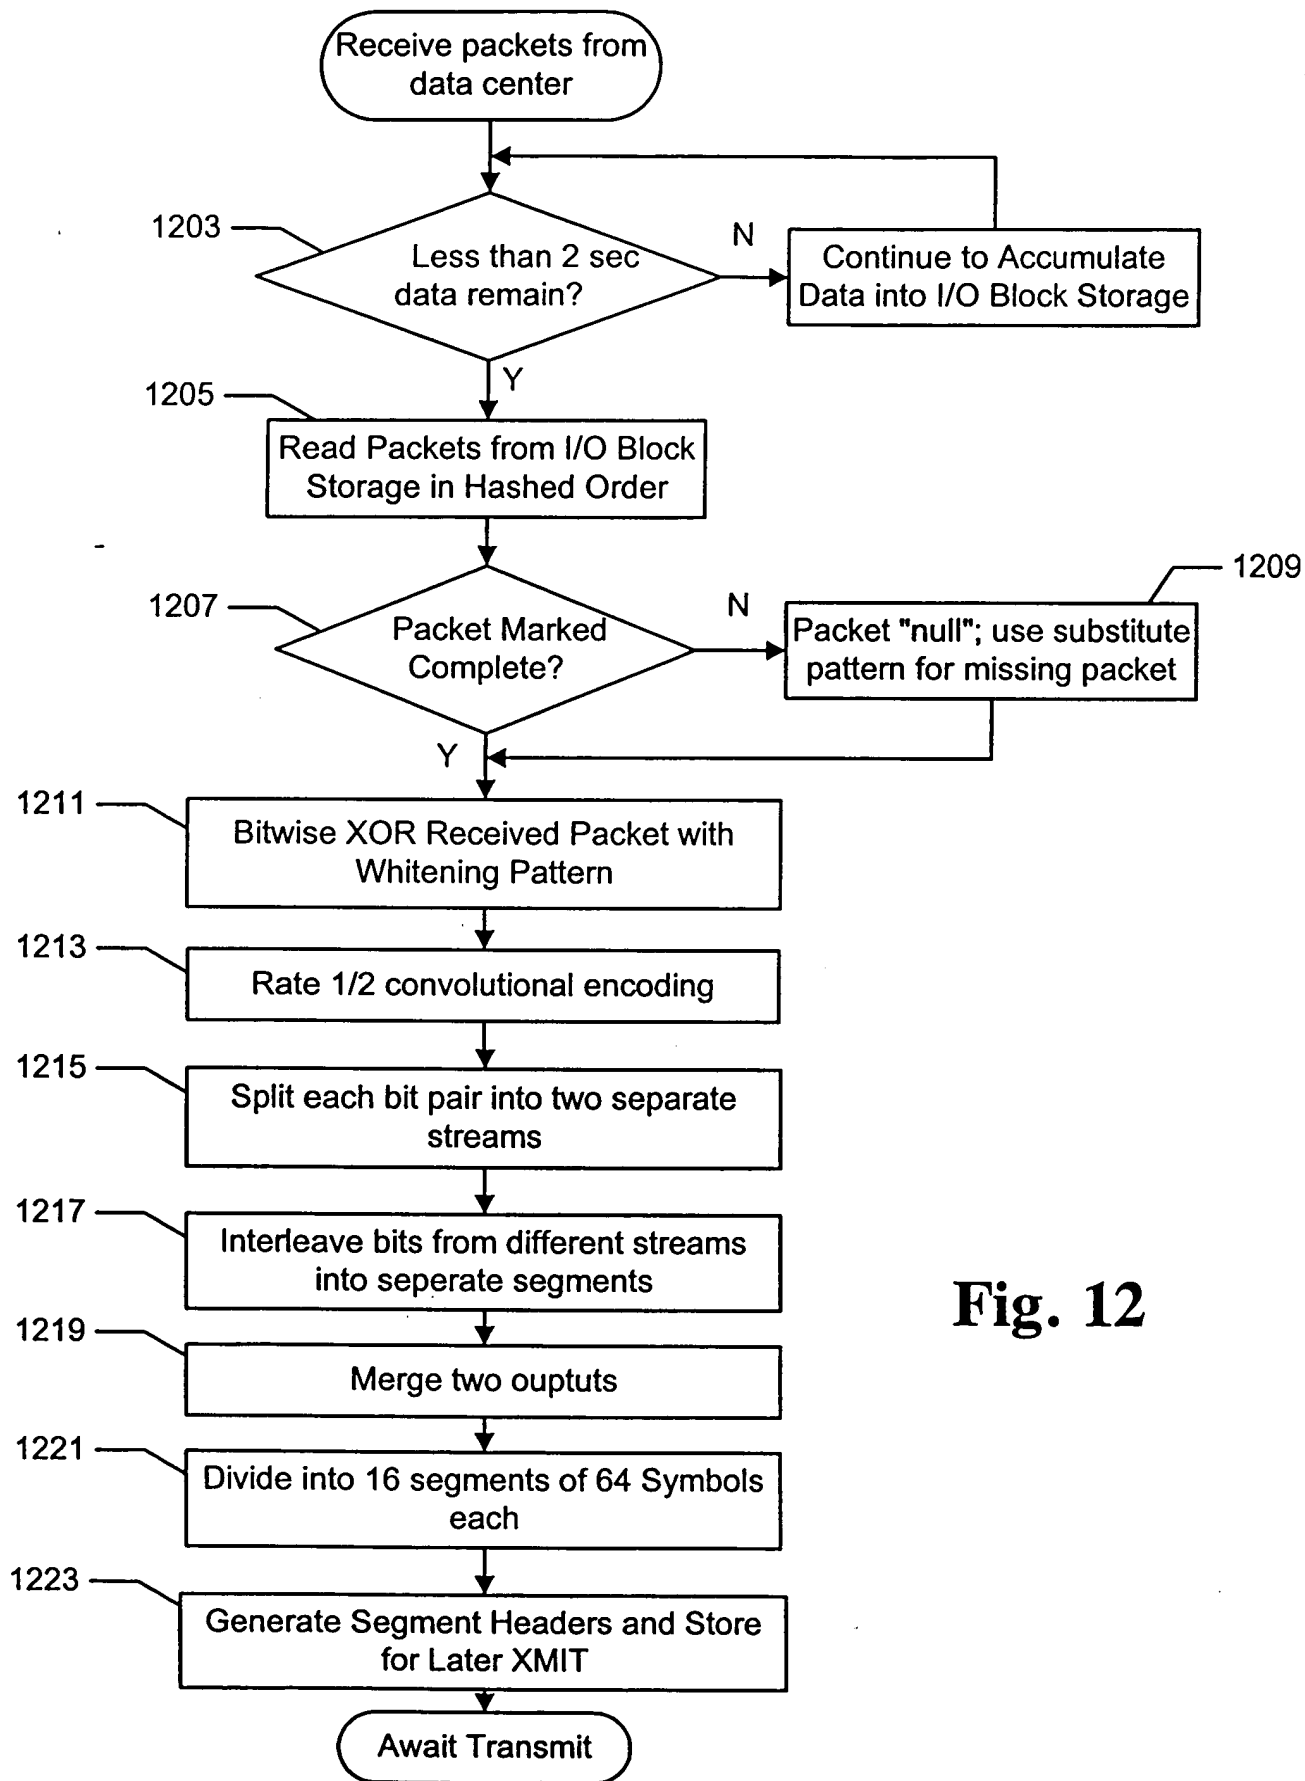 Receive packets from
data center
1203
Less than 2 sec
data remain?
N
Continue to Accumulate
Data into I/O Block Storage
Y
1205
Read Packets from I/O Block
Storage in Hashed Order
1207
Packet Marked
Complete?
N
1209
Packet "null"; use substitute
pattern for missing packet
Y
1211
Bitwise XOR Received Packet with
Whitening Pattern
1213
Rate 1/2 convolutional encoding
1215
Split each bit pair into two separate
streams
1217
Interleave bits from different streams
into seperate segments
Fig. 12
1219
Merge two ouptuts
1221
Divide into 16 segments of 64 Symbols
each
1223
Generate Segment Headers and Store
for Later XMIT
Await Transmit